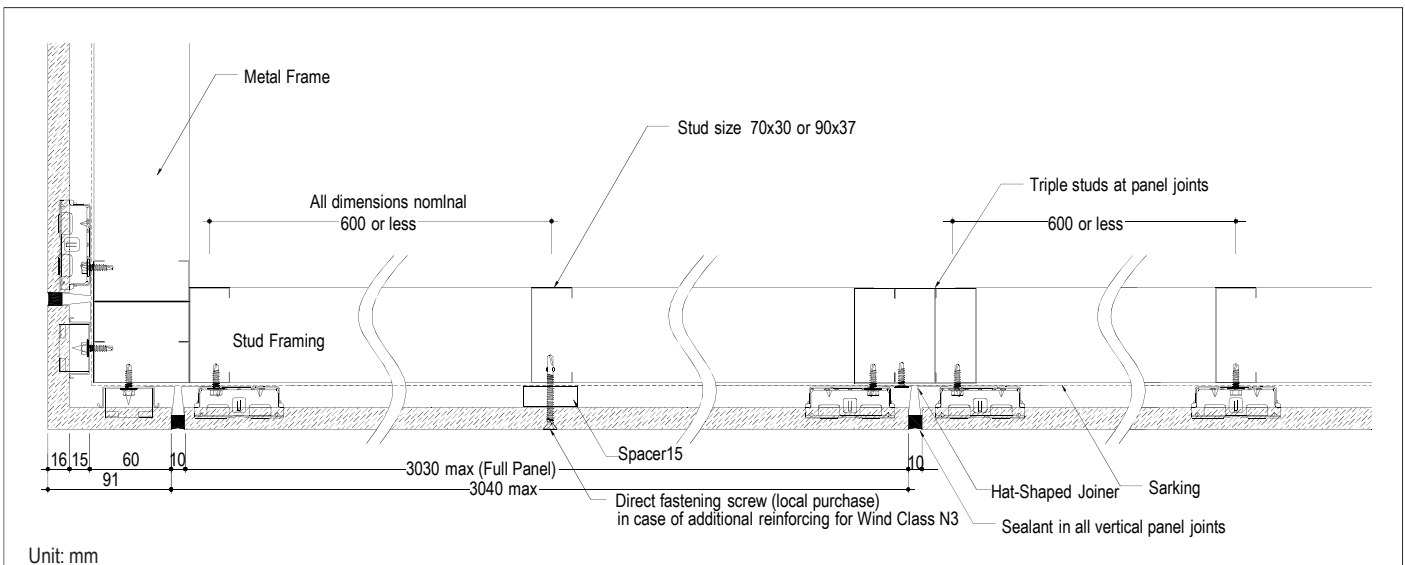 Metal Frame
Stud size 70x30 or 90x37
Triple studs at panel joints
All dimensions nomlnal
600 or less
600 or less
Stud Framing
16
15
60
10
3030 max (Full Panel)
10
91
3040 max
Spacer15
Direct fastening screw (local purchase)
in case of additional reinforcing for Wind Class N3
Hat-Shaped Joiner
Sarking
Sealant in all vertical panel joints
Unit: mm